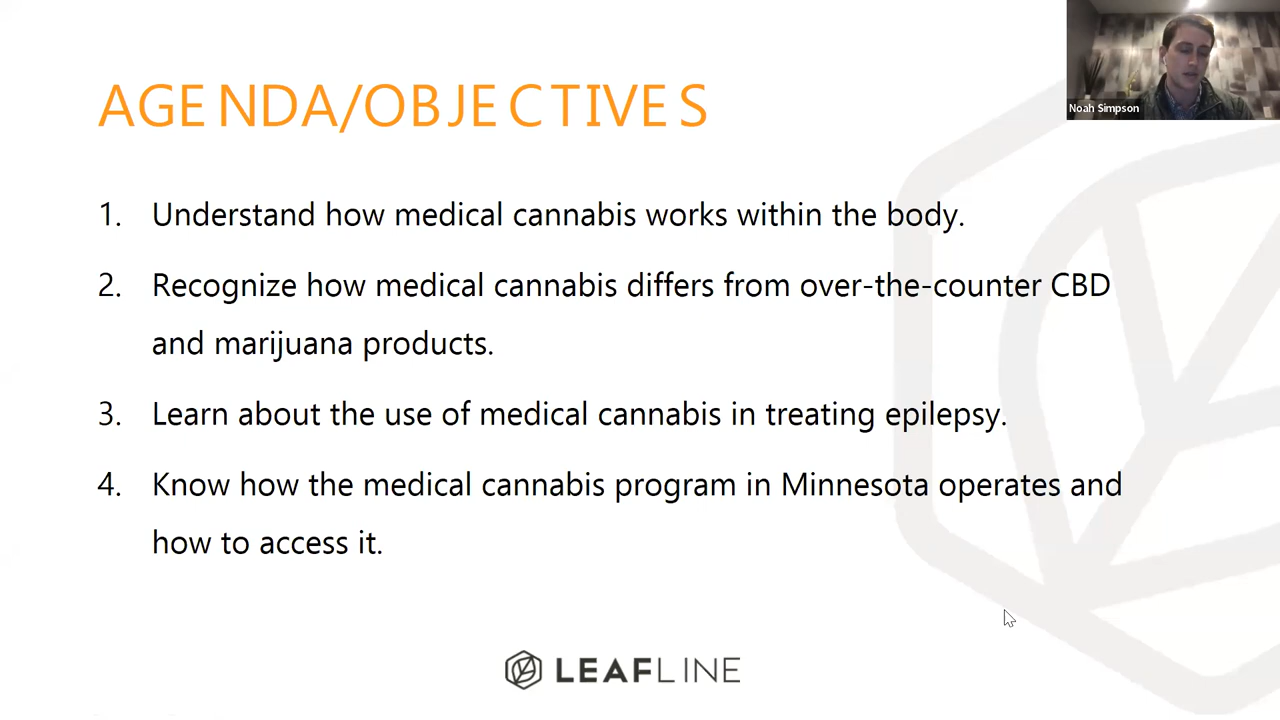 AGENDA/OBJECTIVES
Noah Simpson
1. Understand how medical cannabis works within the body.
2. Recognize how medical cannabis differs from over-the-counter CBD
and marijuana products.
3. Learn about the use of medical cannabis in treating epilepsy.
4. Know how the medical cannabis program in Minnesota operates and
how to access it.
LEAFLINE